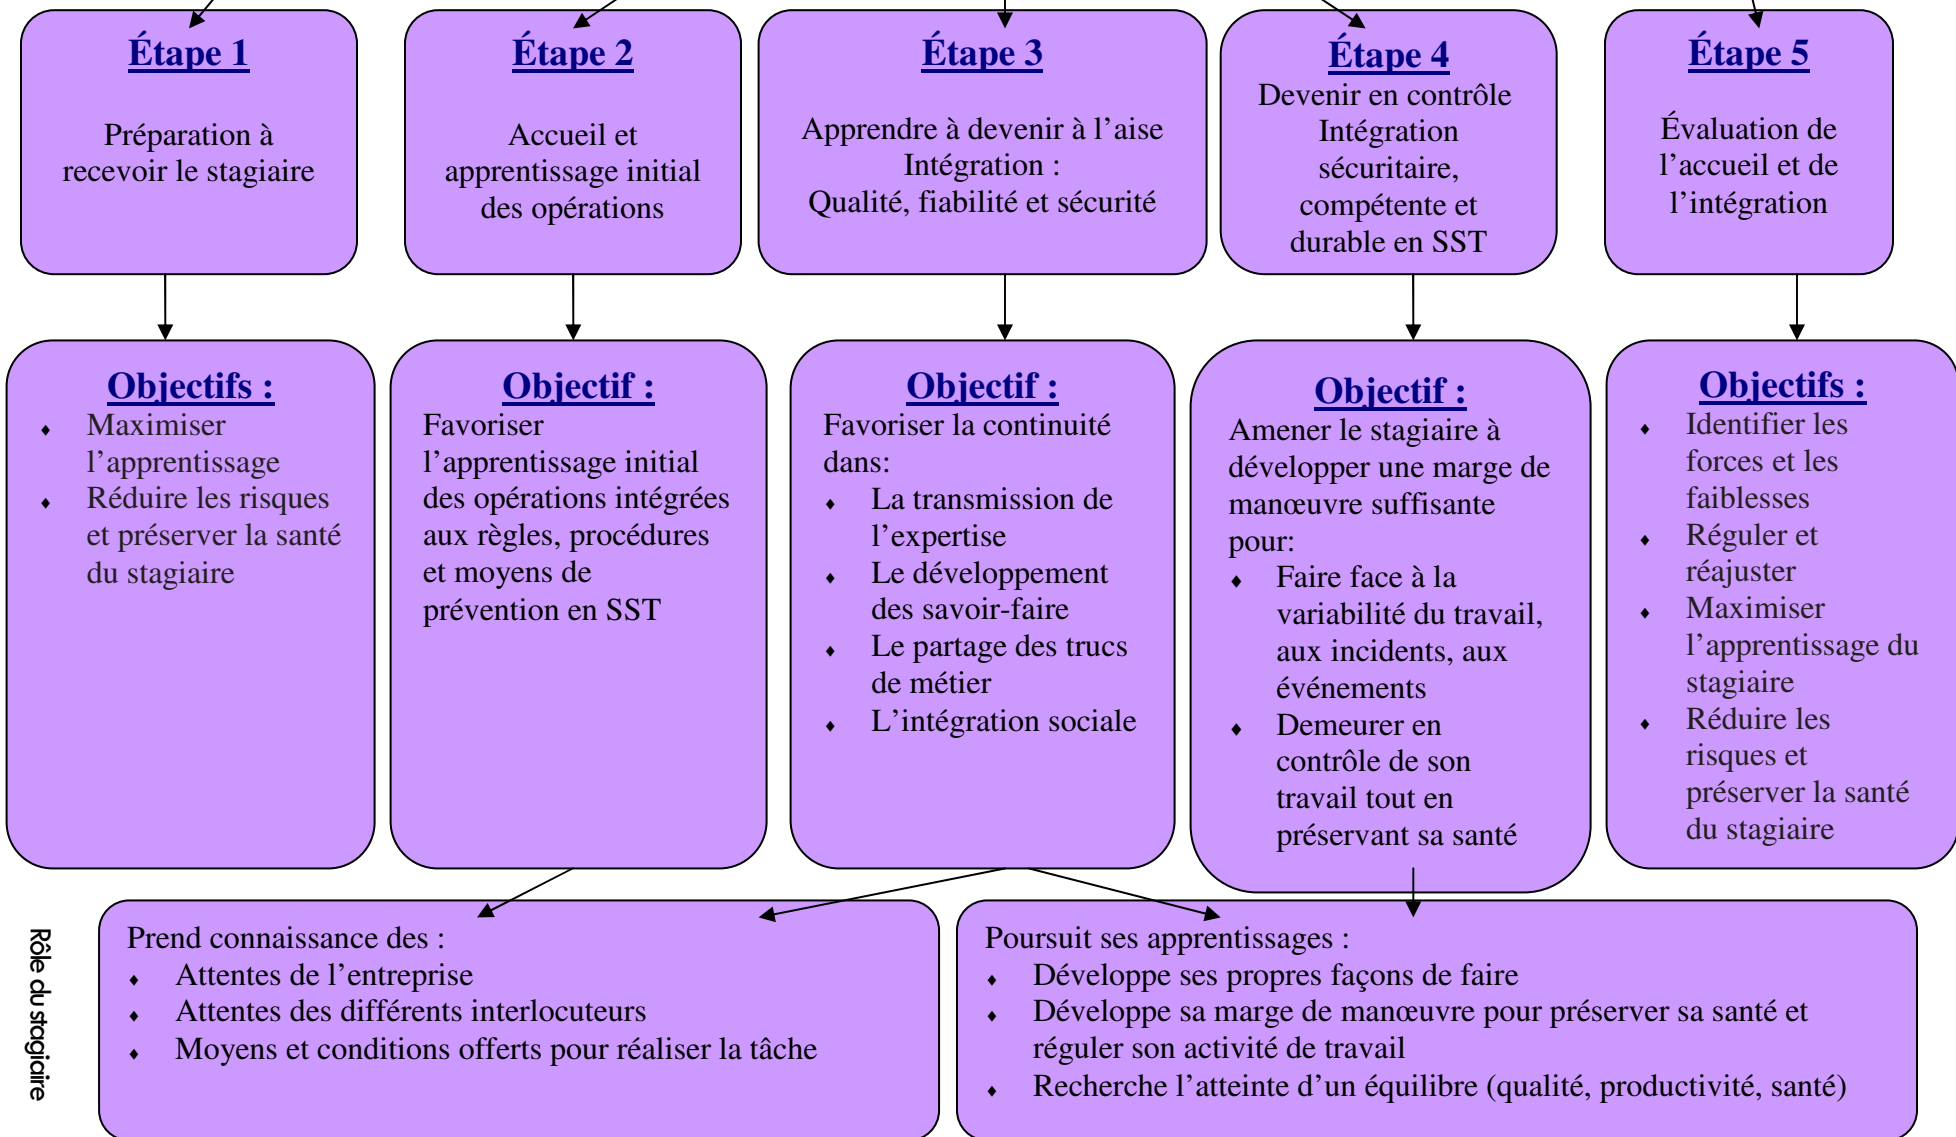 Étape 1
Préparation à
recevoir le stagiaire
Étape 2
Accueil et
apprentissage initial
des opérations
Étape 3
Apprendre à devenir à l’aise
Intégration :
Qualité, fiabilité et sécurité
Étape 4
Devenir en contrôle
Intégration
sécuritaire,
compétente et
durable en SST
Étape 5
Évaluation de
l’accueil et de
l’intégration
Objectifs :
⬧ Maximiser
l’apprentissage
⬧ Réduire les risques
et préserver la santé
du stagiaire
Objectif :
Favoriser
l’apprentissage initial
des opérations intégrées
aux règles, procédures
et moyens de
prévention en SST
Objectif :
Favoriser la continuité
dans:
⬧ La transmission de
l’expertise
⬧ Le développement
des savoir-faire
⬧ Le partage des trucs
de métier
⬧ L’intégration sociale
Objectif :
Amener le stagiaire à
développer une marge de
manœuvre suffisante
pour:
⬧ Faire face à la
variabilité du travail,
aux incidents, aux
événements
⬧ Demeurer en
contrôle de son
travail tout en
préservant sa santé
Objectifs :
⬧ Identifier les
forces et les
faiblesses
⬧ Réguler et
réajuster
⬧ Maximiser
l’apprentissage du
stagiaire
⬧ Réduire les
risques et
préserver la santé
du stagiaire
Rôle du stagiaire
Prend connaissance des :
⬧ Attentes de l’entreprise
⬧ Attentes des différents interlocuteurs
⬧ Moyens et conditions offerts pour réaliser la tâche
Poursuit ses apprentissages :
⬧ Développe ses propres façons de faire
⬧ Développe sa marge de manœuvre pour préserver sa santé et
réguler son activité de travail
⬧ Recherche l’atteinte d’un équilibre (qualité, productivité, santé)